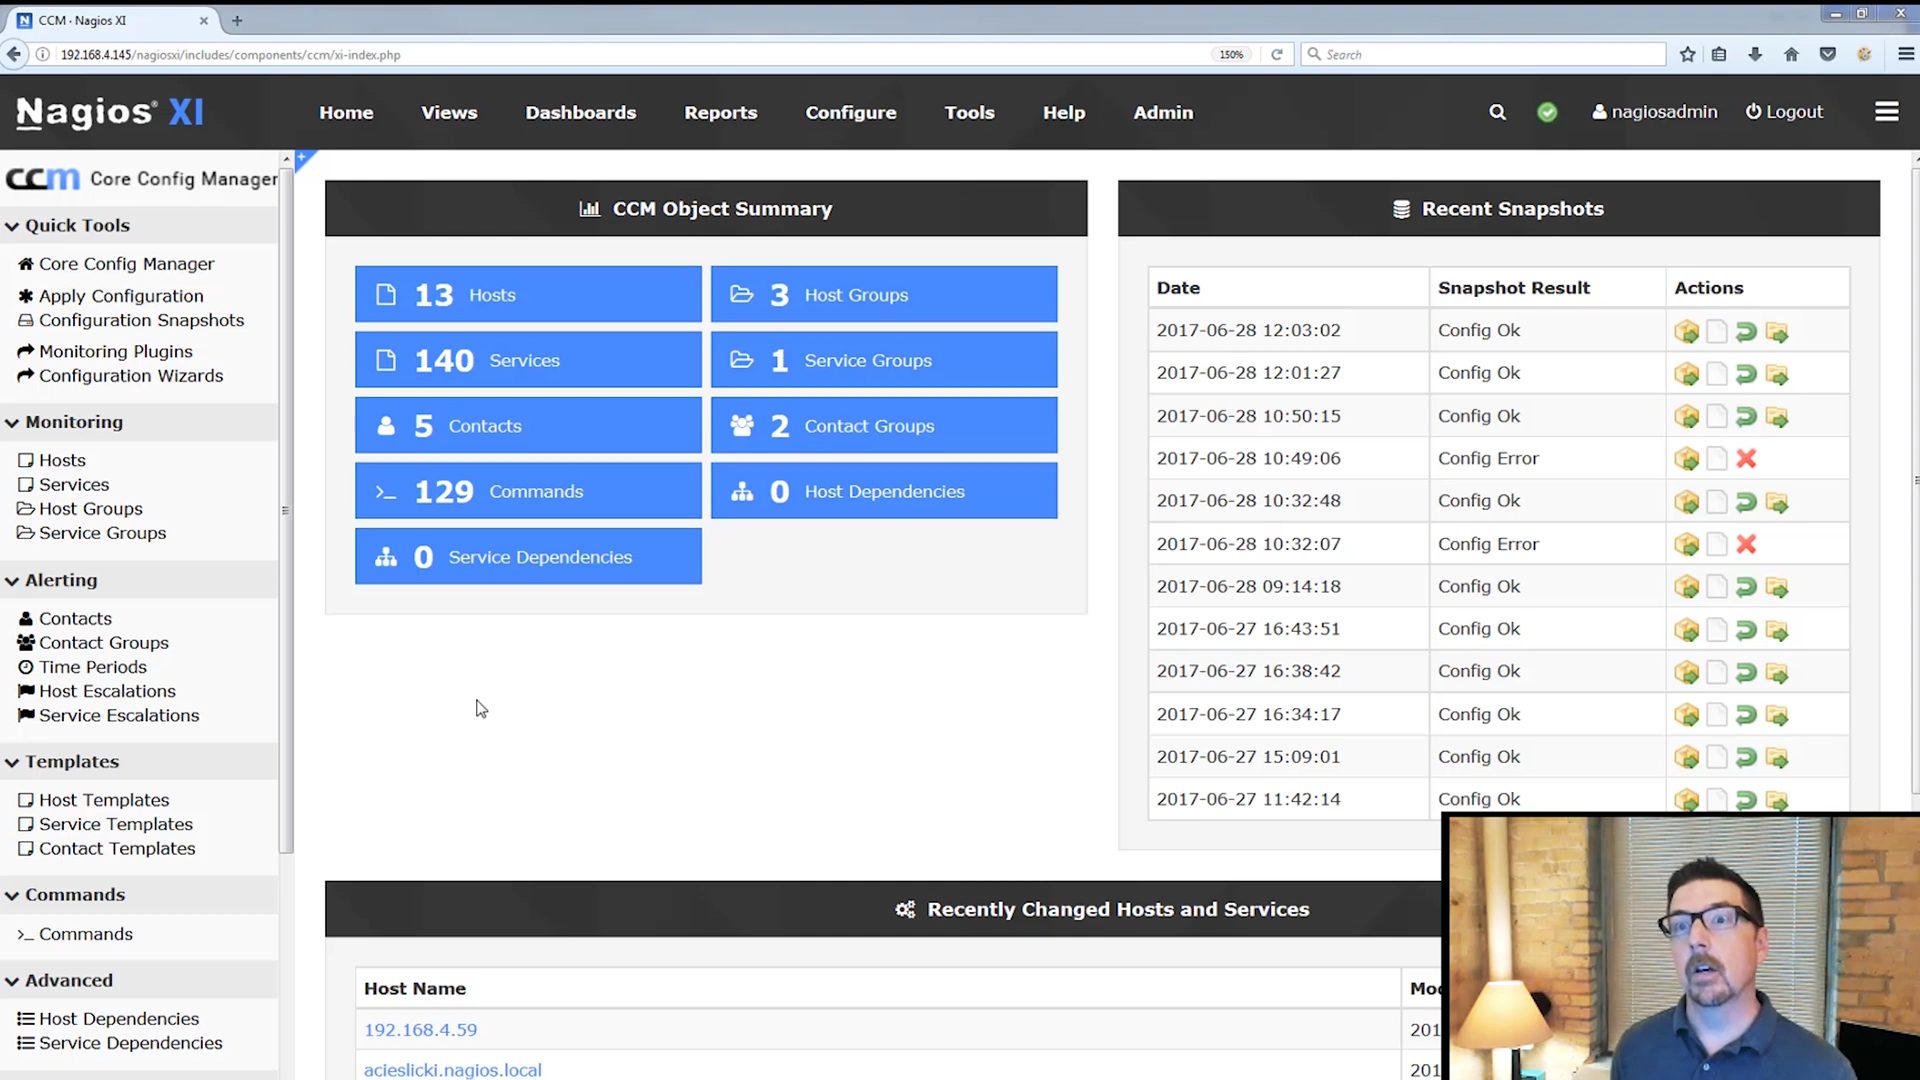 CCM · Nagios XI
192.168.4.145/nagiosxi/includes/components/ccm/xi-index.php
150%
Search
Nagios® XI
Home
Views
Dashboards
Reports
Configure
Tools
Help
Admin
nagiosadmin
Logout
ccm Core Config Manager
Quick Tools
Core Config Manager
Apply Configuration
Configuration Snapshots
Monitoring Plugins
Configuration Wizards
Monitoring
Hosts
Services
Host Groups
Service Groups
Alerting
Contacts
Contact Groups
Time Periods
Host Escalations
Service Escalations
Templates
Host Templates
Service Templates
Contact Templates
Commands
>_ Commands
Advanced
Host Dependencies
Service Dependencies
CCM Object Summary
13 Hosts
3 Host Groups
140 Services
1 Service Groups
5 Contacts
2 Contact Groups
>_ 129 Commands
0 Host Dependencies
0 Service Dependencies
Recent Snapshots
Date Snapshot Result Actions
2017-06-28 12:03:02 Config Ok
2017-06-28 12:01:27 Config Ok
2017-06-28 10:50:15 Config Ok
2017-06-28 10:49:06 Config Error
2017-06-28 10:32:48 Config Ok
2017-06-28 10:32:07 Config Error
2017-06-28 09:14:18 Config Ok
2017-06-27 16:43:51 Config Ok
2017-06-27 16:38:42 Config Ok
2017-06-27 16:34:17 Config Ok
2017-06-27 15:09:01 Config Ok
2017-06-27 11:42:14 Config Ok
Recently Changed Hosts and Services
Host Name
192.168.4.59 201
acieslicki.nagios.local 201